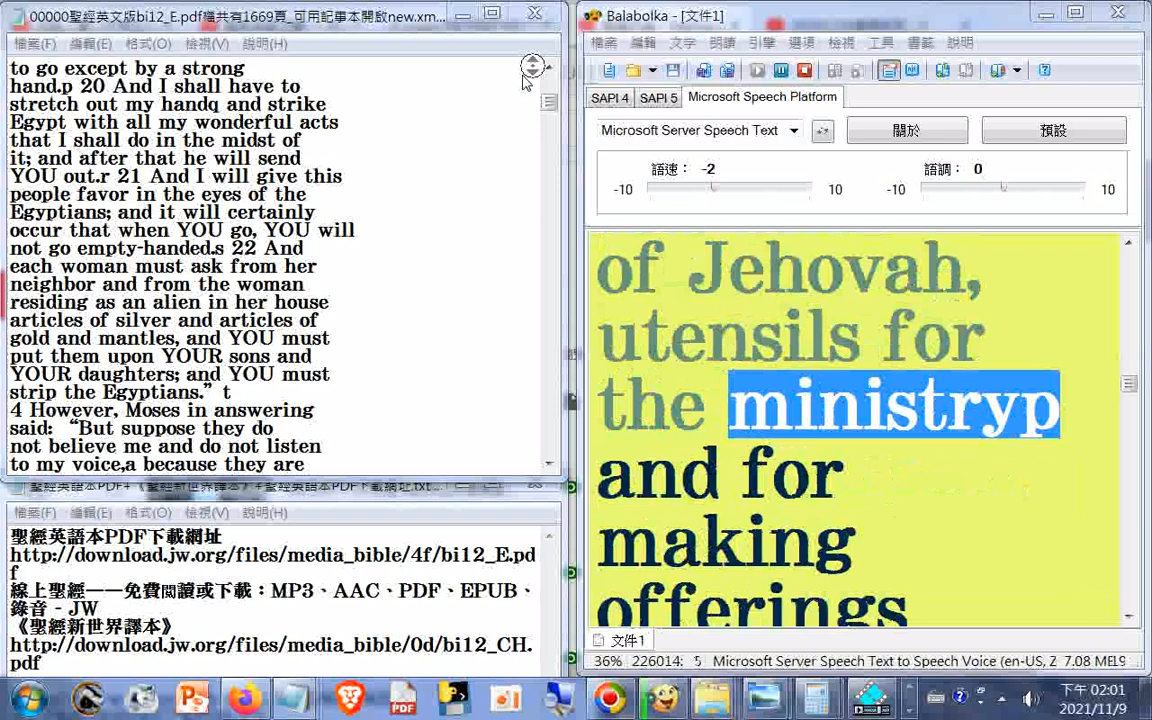 00000聖經英文版bi12_E.pdf檔共有1669頁_可用記事本開啟new.xm...
檔案(F) 編輯(E) 格式(O) 檢視(V) 說明(H)
to go except by a strong
hand.p 20 And I shall have to
stretch out my handq and strike
Egypt with all my wonderful acts
that I shall do in the midst of
it; and after that he will send
YOU out.r 21 And I will give this
people favor in the eyes of the
Egyptians; and it will certainly
occur that when YOU go, YOU will
not go empty-handed.s 22 And
each woman must ask from her
neighbor and from the woman
residing as an alien in her house
articles of silver and articles of
gold and mantles, and YOU must
put them upon YOUR sons and
YOUR daughters; and YOU must
strip the Egyptians.” t
4 However, Moses in answering
said: “But suppose they do
not believe me and do not listen
to my voice,a because they are
檔案(F) 編輯(E) 格式(O) 檢視(V) 說明(H)
聖經英語本PDF下載網址
http://download.jw.org/files/media_bible/4f/bi12_E.pd
f
線上聖經——免費閱讀或下載：MP3、AAC、PDF、EPUB、
錄音 - JW
《聖經新世界譯本》
http://download.jw.org/files/media_bible/0d/bi12_CH.
pdf
Balabolka - [文件1]
檔案 編輯 文字 朗讀 引擎 選項 檢視 工具 書籤 說明
SAPI 4 SAPI 5 Microsoft Speech Platform
Microsoft Server Speech Text 關於 預設
語速： -2 語調： 0
-10 10 -10 10
of Jehovah,
utensils for
the ministryp
and for
making
offerings
文件1
36% 226014: Microsoft Server Speech Text to Speech Voice (en-US, Z 7.08 ME
下午 02:01
2021/11/9